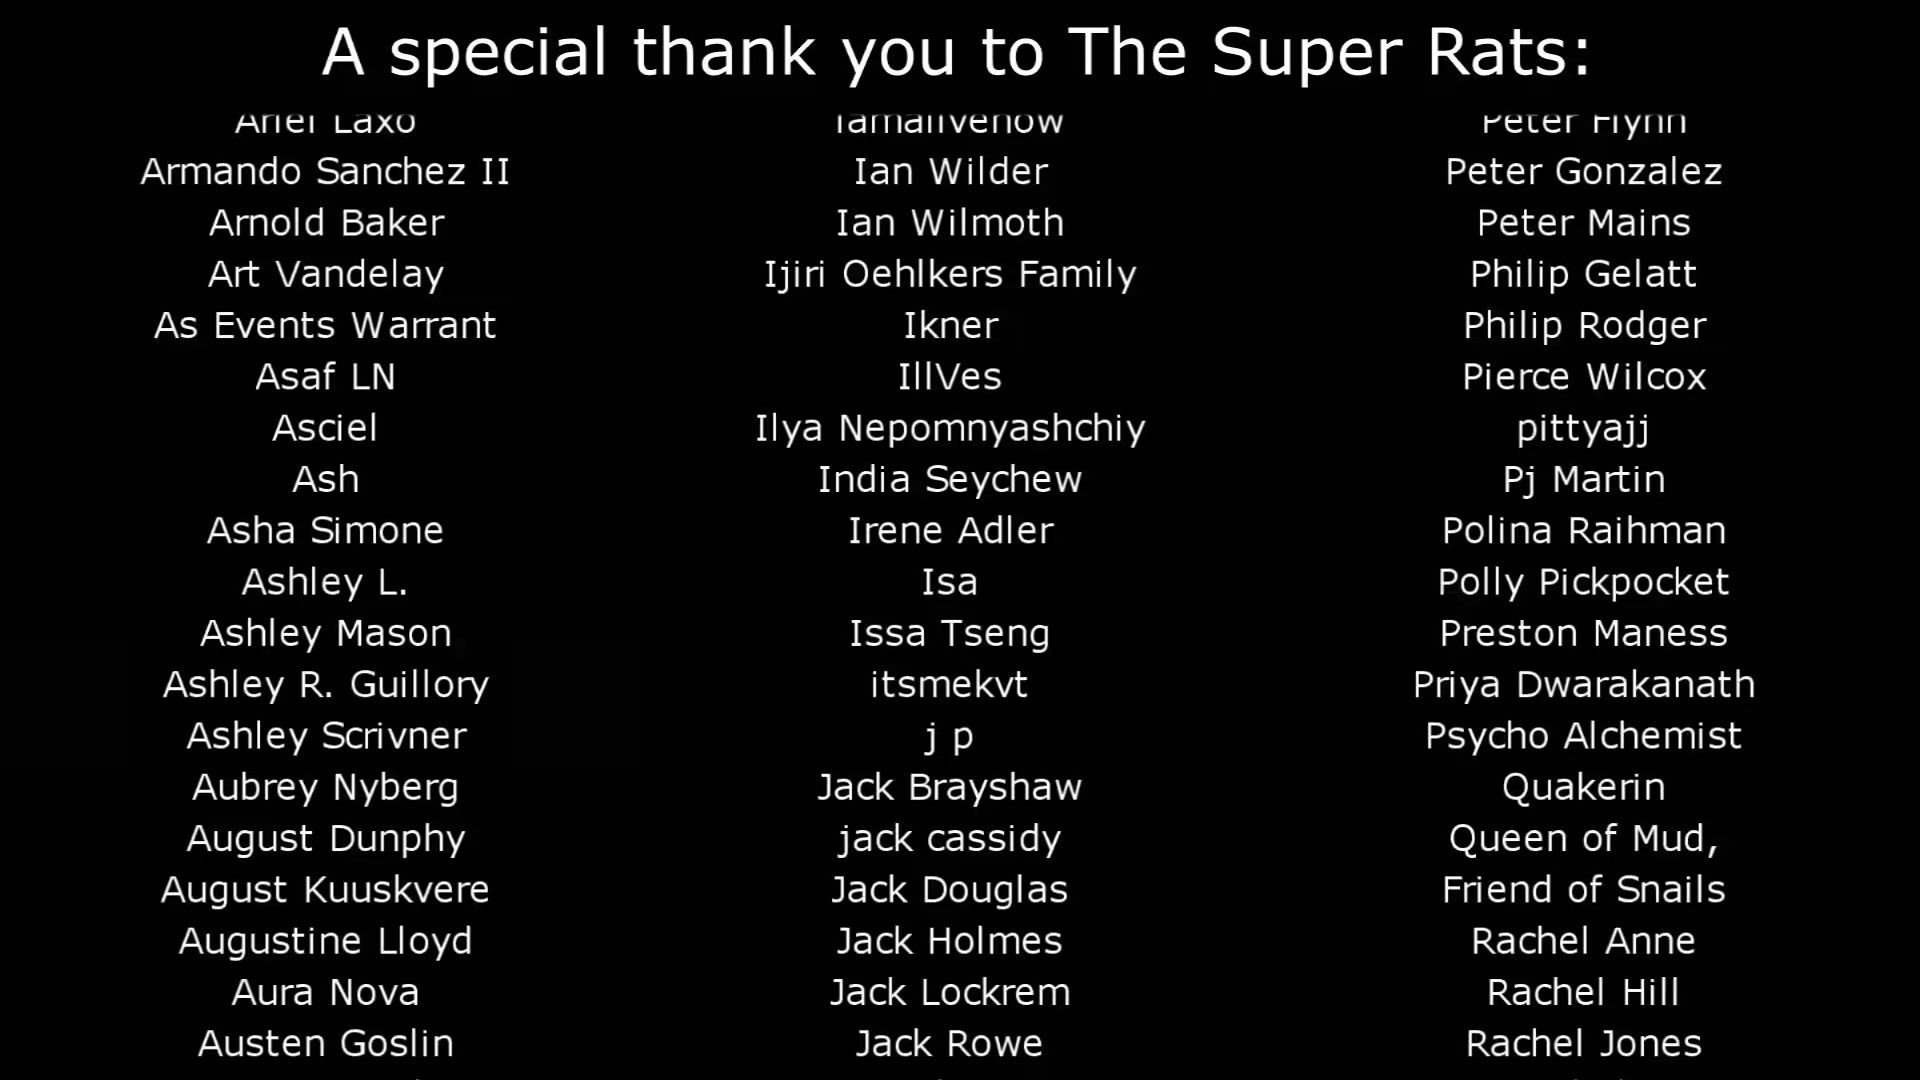 A special thank you to The Super Rats:
Ariel Laxo
Armando Sanchez II
Arnold Baker
Art Vandelay
As Events Warrant
Asaf LN
Asciel
Ash
Asha Simone
Ashley L.
Ashley Mason
Ashley R. Guillory
Ashley Scrivner
Aubrey Nyberg
August Dunphy
August Kuuskvere
Augustine Lloyd
Aura Nova
Austen Goslin
Iamalivenow
Ian Wilder
Ian Wilmoth
Ijiri Oehlkers Family
Ikner
IllVes
Ilya Nepomnyashchiy
India Seychew
Irene Adler
Isa
Issa Tseng
itsmekvt
j p
Jack Brayshaw
jack cassidy
Jack Douglas
Jack Holmes
Jack Lockrem
Jack Rowe
Peter Flynn
Peter Gonzalez
Peter Mains
Philip Gelatt
Philip Rodger
Pierce Wilcox
pittyajj
Pj Martin
Polina Raihman
Polly Pickpocket
Preston Maness
Priya Dwarakanath
Psycho Alchemist
Quakerin
Queen of Mud,
Friend of Snails
Rachel Anne
Rachel Hill
Rachel Jones